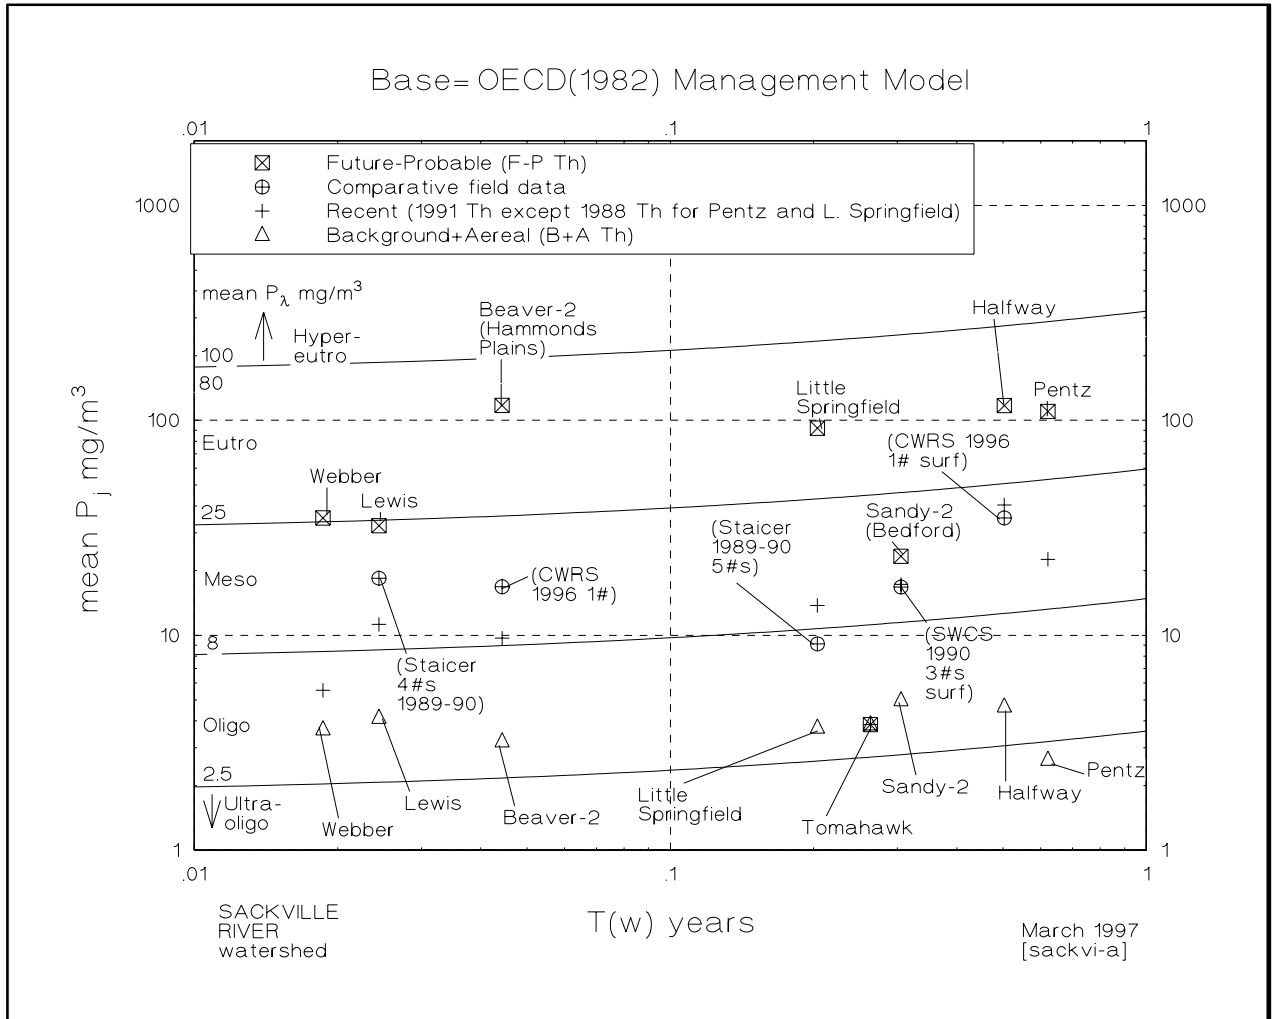 Base= OECD(1982) Management Model
.01
.1
1
Future-Probable (F-P Th)
Comparative field data
Recent (1991 Th except 1988 Th for Pentz and L. Springfield)
Background+Aereal (B+A Th)
1000
1000
mean Pλ mg/m³
Hyper-
eutro
100
80
Beaver-2
(Hammonds
Plains)
Halfway
Little
Springfield
Pentz
100
100
Eutro
(CWRS 1996
1# surf)
Webber
Lewis
25
Sandy-2
(Bedford)
(Staicer
1989-90
5#s)
Meso
(CWRS
1996 1#)
10
10
8
(Staicer
4#s
1989-90)
(SWCS
1990
3#s
surf)
Oligo
2.5
Ultra-
oligo
Webber
Lewis
Beaver-2
Little
Springfield
Tomahawk
Sandy-2
Halfway
Pentz
1
1
.01
.1
1
mean Pj mg/m³
T(w) years
SACKVILLE
RIVER
watershed
March 1997
[sackvi-a]